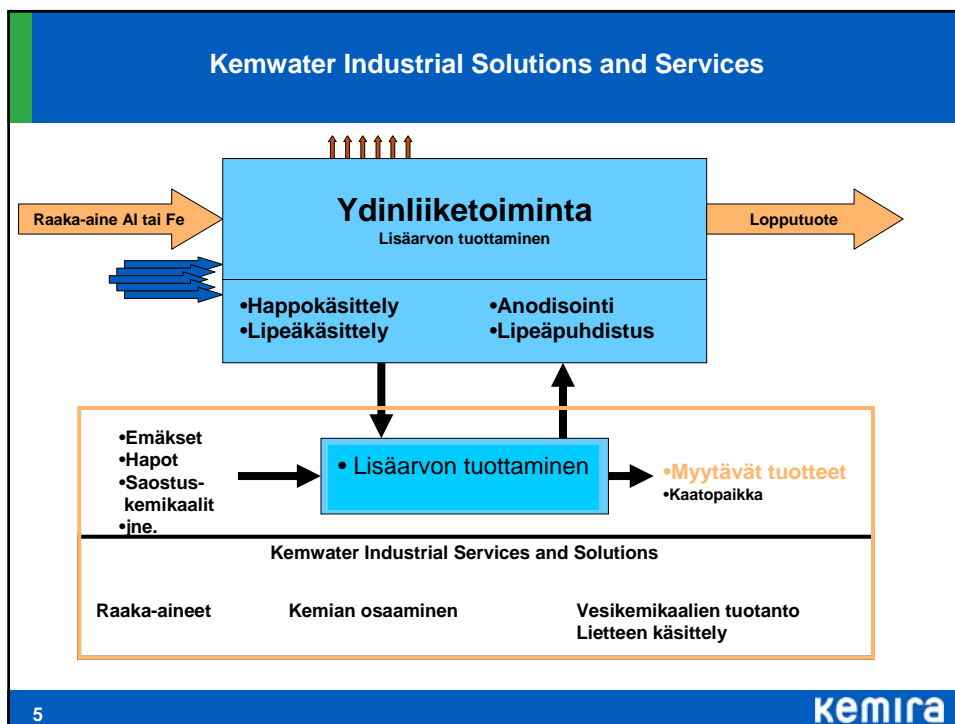 Kemwater Industrial Solutions and Services
Raaka-aine Al tai Fe
Ydinliiketoiminta
Lisäarvon tuottaminen
Lopputuote
•Happokäsittely
•Lipeäkäsittely
•Anodisointi
•Lipeäpuhdistus
•Emäkset
•Hapot
•Saostus-
kemikaalit
•jne.
• Lisäarvon tuottaminen
•Myytävät tuotteet
•Kaatopaikka
Kemwater Industrial Services and Solutions
Raaka-aineet
Kemian osaaminen
Vesikemikaalien tuotanto
Lietteen käsittely
5
kemira